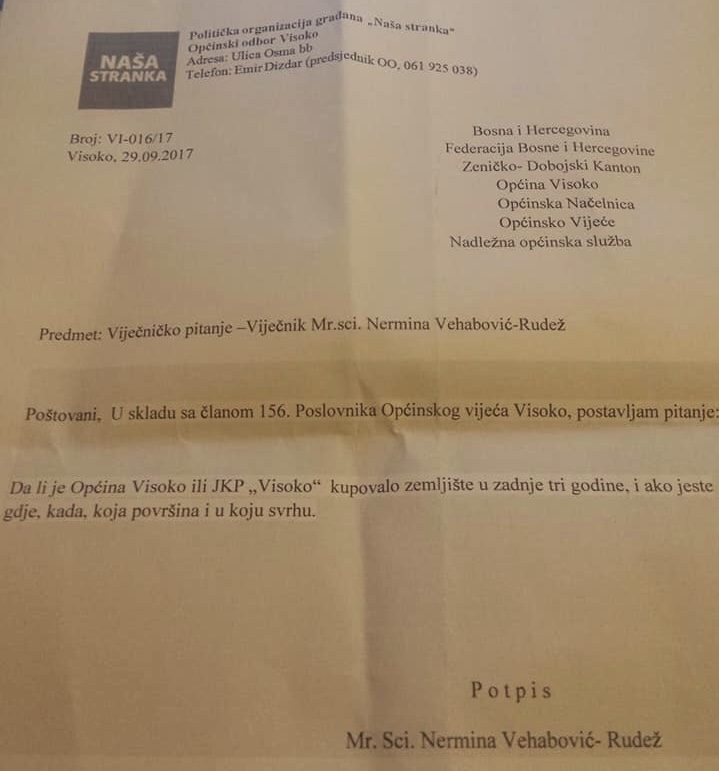 NAŠA
STRANKA
Politička organizacija građana „Naša stranka“
Općinski odbor Visoko
Adresa: Ulica Osma bb
Telefon: Emir Dizdar (predsjednik OO, 061 925 038)
Broj: VI-016/17
Visoko, 29.09.2017
Bosna i Hercegovina
Federacija Bosne i Hercegovine
Zeničko- Dobojski Kanton
Općina Visoko
Općinska Načelnica
Općinsko Vijeće
Nadležna općinska služba
Predmet: Viječničko pitanje –Viječnik Mr.sci. Nermina Vehabović-Rudež
Poštovani, U skladu sa članom 156. Poslovnika Općinskog vijeća Visoko, postavljam pitanje:
Da li je Općina Visoko ili JKP „Visoko“ kupovalo zemljište u zadnje tri godine, i ako jeste
gdje, kada, koja površina i u koju svrhu.
Potpis
Mr. Sci. Nermina Vehabović- Rudež